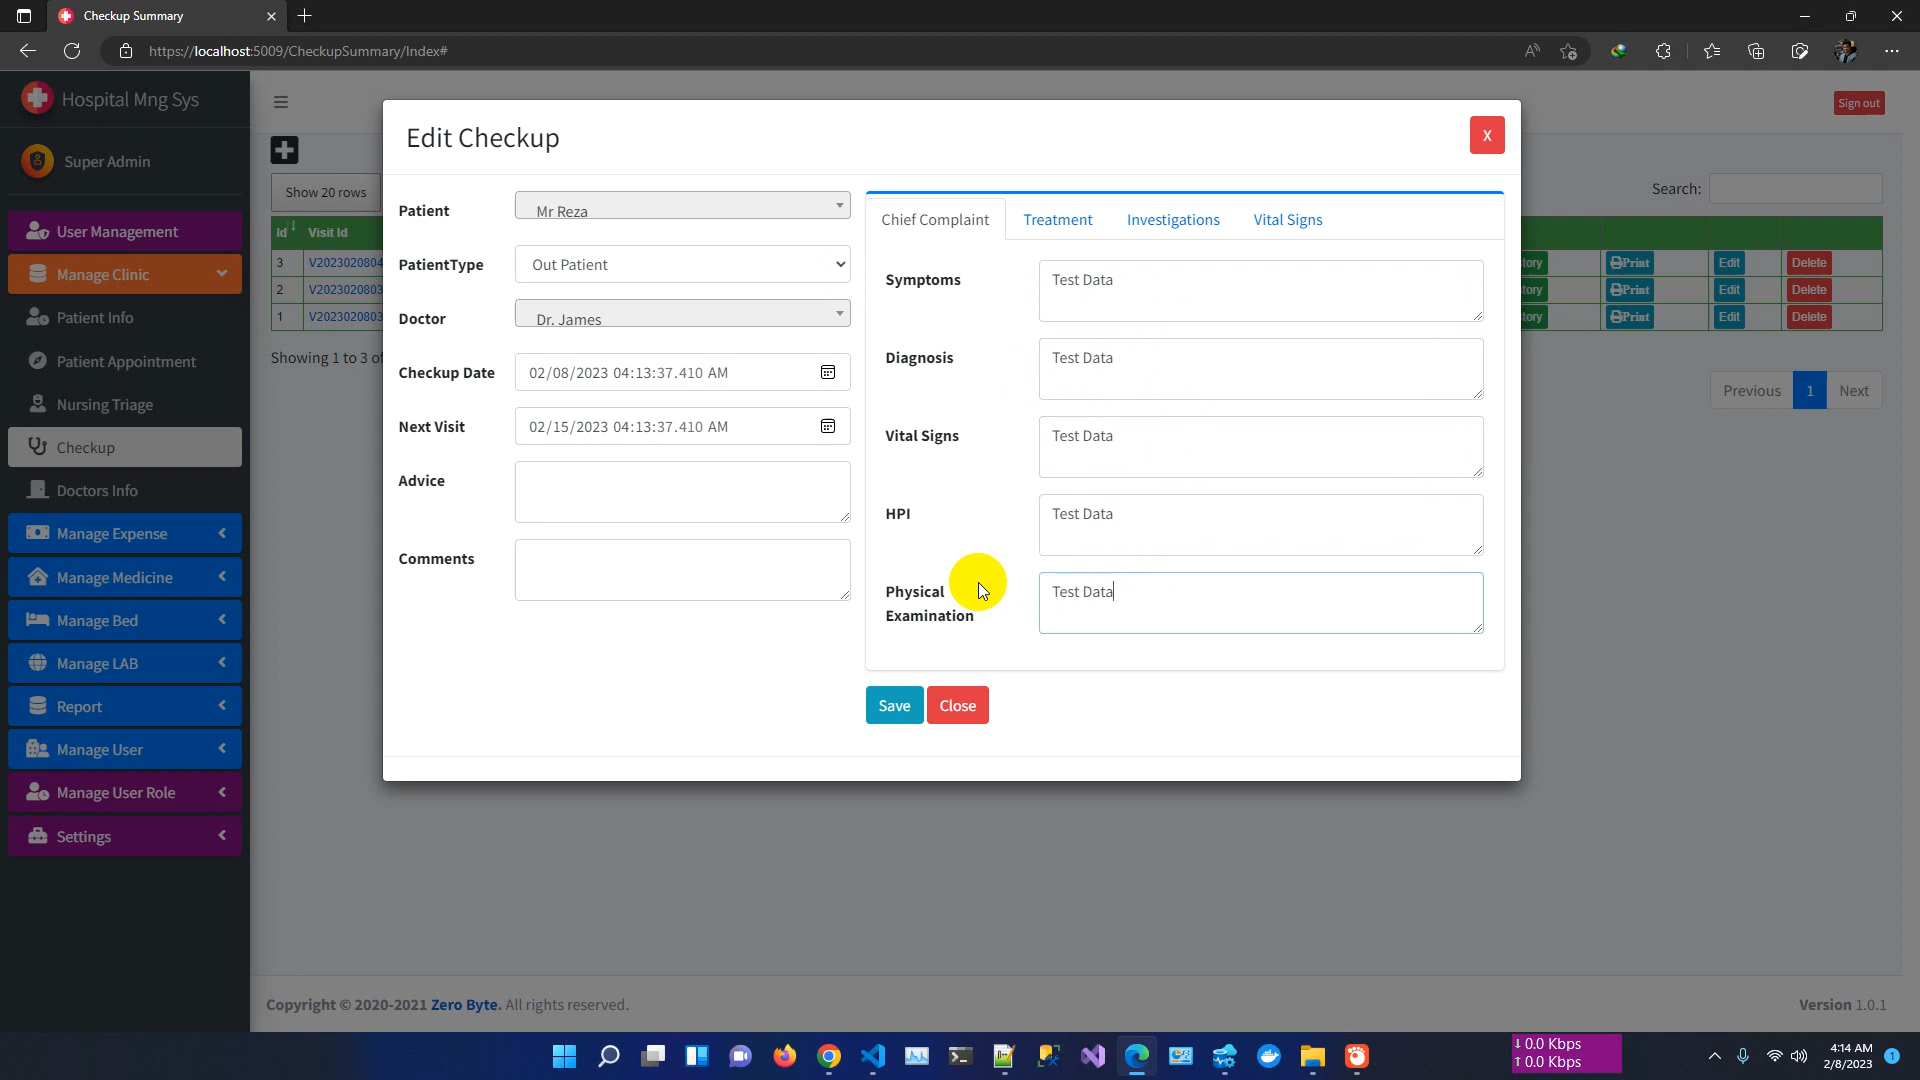 Checkup Summary
https://localhost:5009/CheckupSummary/Index#
Hospital Mng Sys
Super Admin
User Management
Manage Clinic
Patient Info
Patient Appointment
Nursing Triage
Checkup
Doctors Info
Manage Expense
Manage Medicine
Manage Bed
Manage LAB
Report
Manage User
Manage User Role
Settings
Sign out
Show 20 rows
Search:
Id Visit Id
3 V202302080
2 V202302080
1 V202302080
tory Print Edit Delete
tory Print Edit Delete
tory Print Edit Delete
Showing 1 to 3 of
Previous 1 Next
Edit Checkup
X
Patient Mr Reza
PatientType Out Patient
Doctor Dr. James
Checkup Date 02/08/2023 04:13:37.410 AM
Next Visit 02/15/2023 04:13:37.410 AM
Advice
Comments
Chief Complaint Treatment Investigations Vital Signs
Symptoms Test Data
Diagnosis Test Data
Vital Signs Test Data
HPI Test Data
Physical Test Data
Examination
Save Close
Copyright © 2020-2021 Zero Byte. All rights reserved.
Version 1.0.1
↓ 0.0 Kbps
↑ 0.0 Kbps
4:14 AM
2/8/2023
1